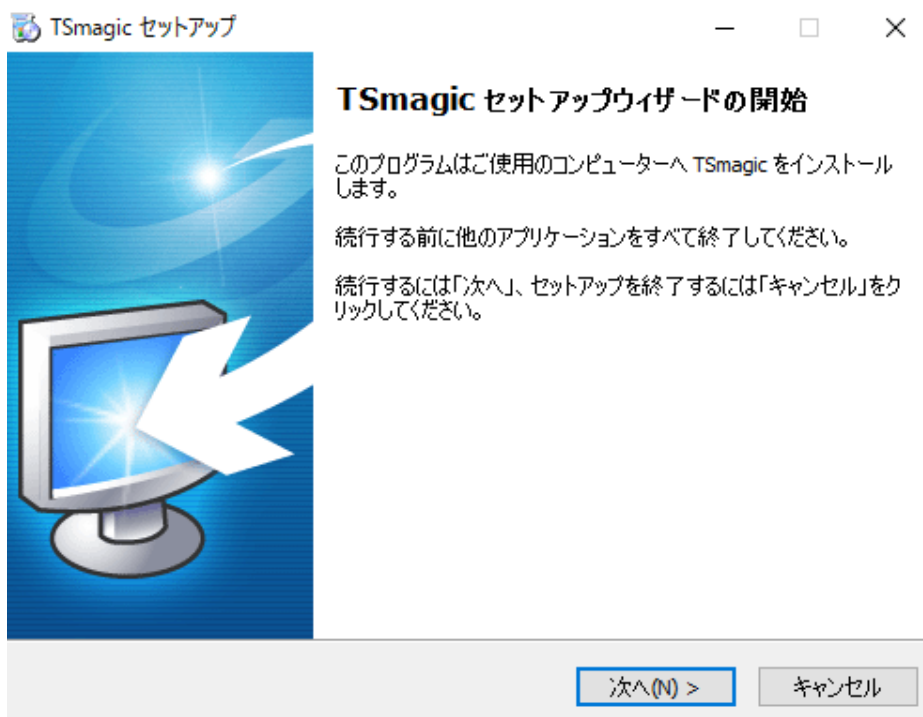 TSmagic セットアップ
TSmagic セットアップウィザードの開始
このプログラムはご使用のコンピューターへ TSmagic をインストール
します。
続行する前に他のアプリケーションをすべて終了してください。
続行するには「次へ」、セットアップを終了するには「キャンセル」をク
リックしてください。
次へ(N) >
キャンセル